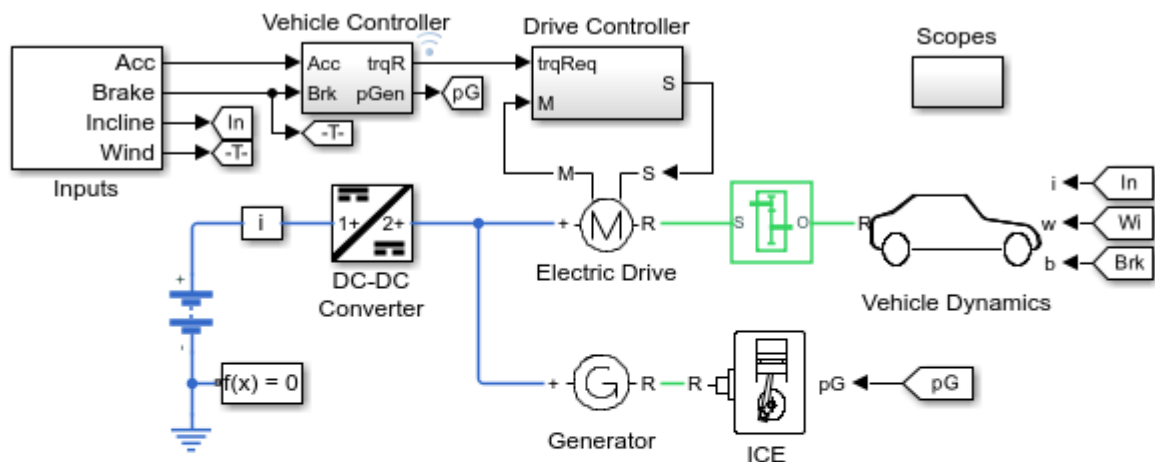 Vehicle Controller
Drive Controller
Scopes
Acc
Brake
Incline
Wind
Inputs
In
-T-
Acc
trqR
Brk
pGen
pG
-T-
trqReq
M
S
M
S
i
1+
2+
DC-DC
Converter
+
M
R
Electric Drive
S
O
R
i
w
b
In
Wi
Brk
Vehicle Dynamics
+
-
f(x) = 0
+
G
R
Generator
R
ICE
pG
pG